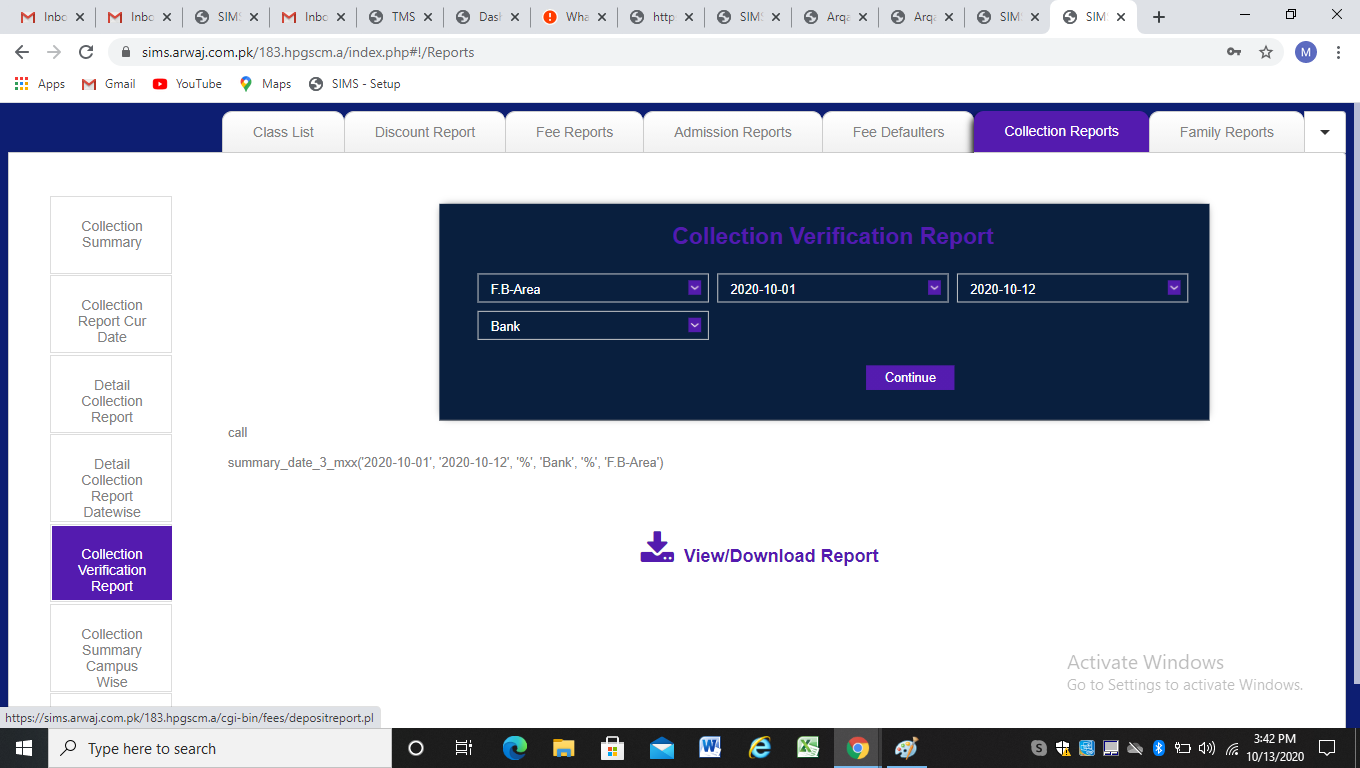 Inbo
Inbo
SIMS
Inbo
TMS
Dash
Wha
http
SIM
Arqa
Arqa
SIM
SIM
sims.arwaj.com.pk/183.hpgscm.a/index.php#!/Reports
M
Apps
Gmail
YouTube
Maps
SIMS - Setup
Class List
Discount Report
Fee Reports
Admission Reports
Fee Defaulters
Collection Reports
Family Reports
Collection
Summary
Collection
Report Cur
Date
Detail
Collection
Report
Detail
Collection
Report
Datewise
Collection
Verification
Report
Collection
Summary
Campus
Wise
Collection Verification Report
F.B-Area
2020-10-01
2020-10-12
Bank
Continue
call
summary_date_3_mxx('2020-10-01', '2020-10-12', '%', 'Bank', '%', 'F.B-Area')
View/Download Report
Activate Windows
Go to Settings to activate Windows.
https://sims.arwaj.com.pk/183.hpgscm.a/cgi-bin/fees/depositreport.pl
Type here to search
3:42 PM
10/13/2020